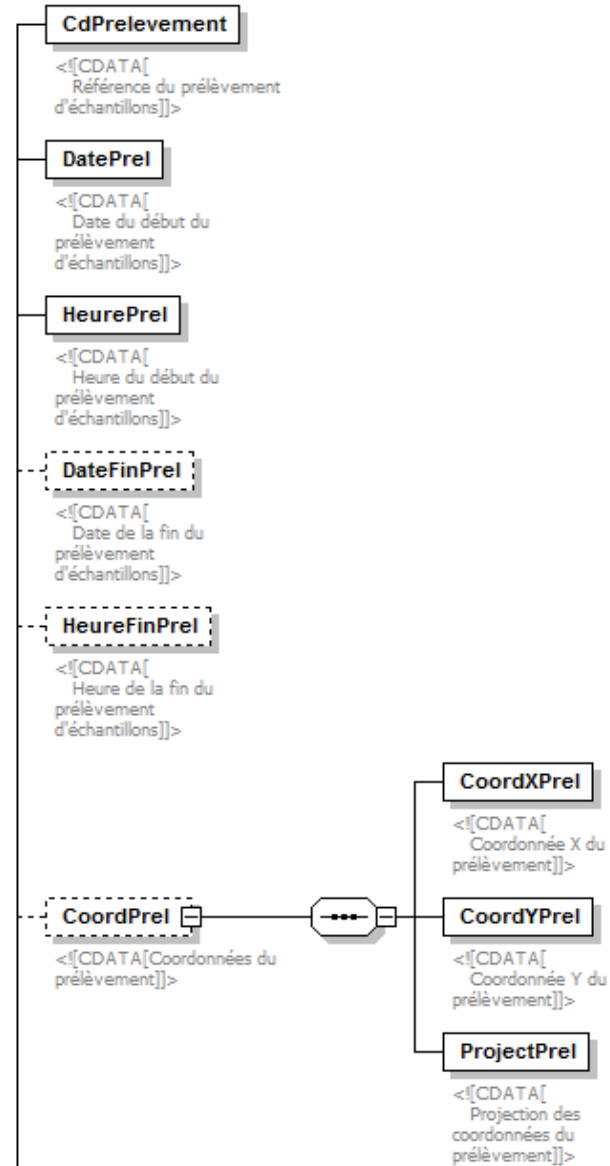 CdPrelevement
<![CDATA[
Référence du prélèvement
d'échantillons]]>
DatePrel
<![CDATA[
Date du début du
prélèvement
d'échantillons]]>
HeurePrel
<![CDATA[
Heure du début du
prélèvement
d'échantillons]]>
DateFinPrel
<![CDATA[
Date de la fin du
prélèvement
d'échantillons]]>
HeureFinPrel
<![CDATA[
Heure de la fin du
prélèvement
d'échantillons]]>
CoordPrel
<![CDATA[Coordonnées du
prélèvement]]>
CoordXPrel
<![CDATA[
Coordonnée X du
prélèvement]]>
CoordYPrel
<![CDATA[
Coordonnée Y du
prélèvement]]>
ProjectPrel
<![CDATA[
Projection des
coordonnées du
prélèvement]]>